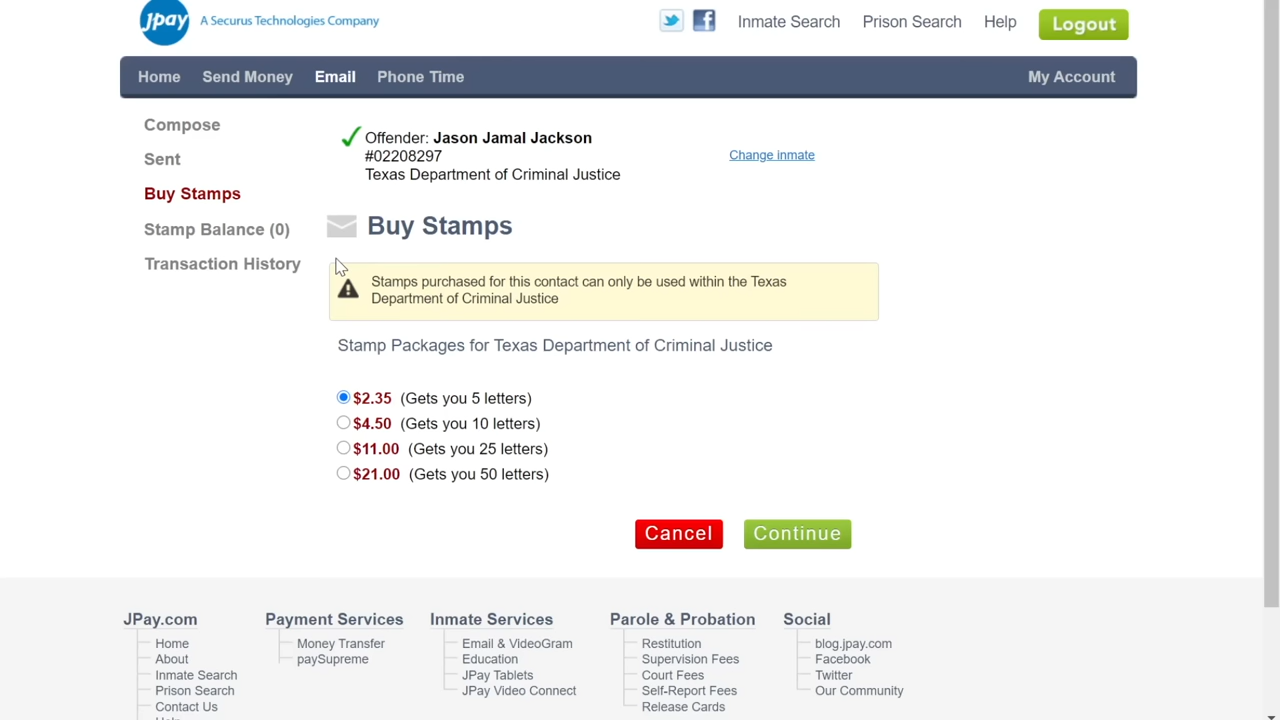 JPay A Securus Technologies Company
Inmate Search Prison Search Help Logout
Home Send Money Email Phone Time My Account
Compose
Sent
Buy Stamps
Stamp Balance (0)
Transaction History
Offender: Jason Jamal Jackson
#02208297
Texas Department of Criminal Justice
Change inmate
Buy Stamps
Stamps purchased for this contact can only be used within the Texas
Department of Criminal Justice
Stamp Packages for Texas Department of Criminal Justice
$2.35 (Gets you 5 letters)
$4.50 (Gets you 10 letters)
$11.00 (Gets you 25 letters)
$21.00 (Gets you 50 letters)
Cancel Continue
JPay.com
Home
About
Inmate Search
Prison Search
Contact Us
Payment Services
Money Transfer
paySupreme
Inmate Services
Email & VideoGram
Education
JPay Tablets
JPay Video Connect
Parole & Probation
Restitution
Supervision Fees
Court Fees
Self-Report Fees
Release Cards
Social
blog.jpay.com
Facebook
Twitter
Our Community